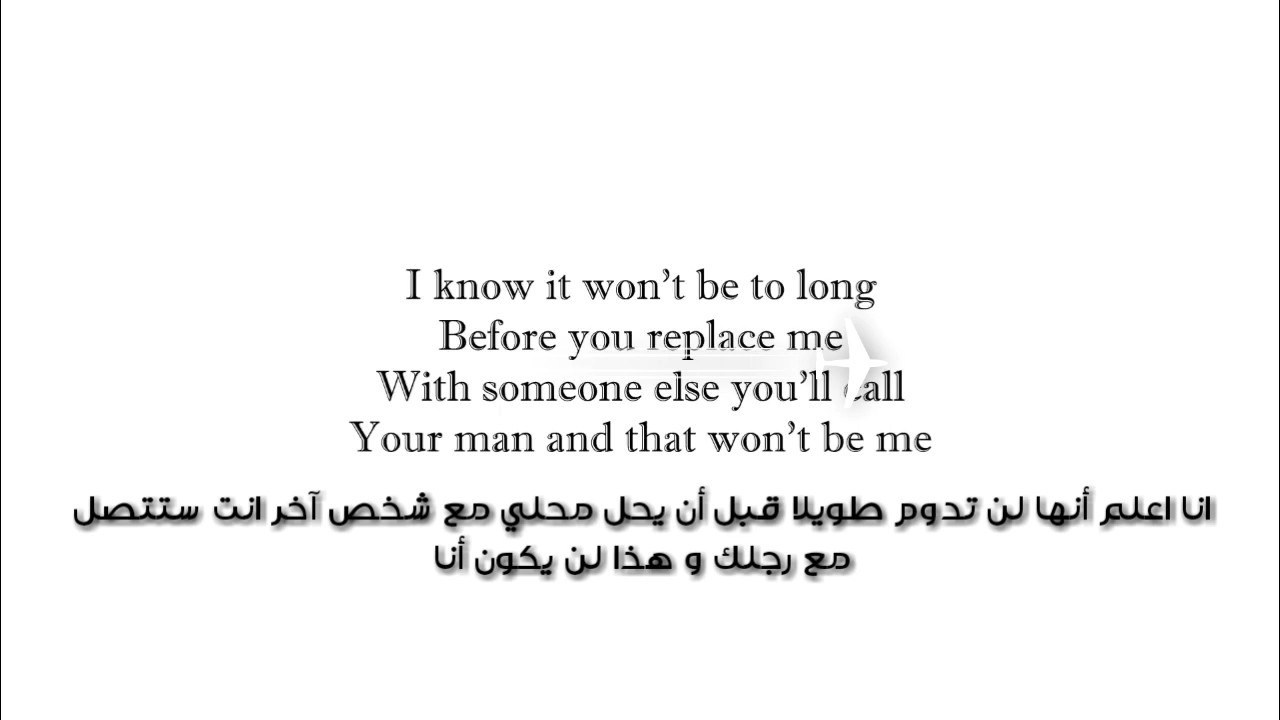 I know it won’t be to long
Before you replace me
With someone else you’ll call
Your man and that won’t be me
انا اعلم أنها لن تدوم طويلا قبل أن يحل محلي مع شخص آخر انت ستتصل
مع رجلك و هذا لن يكون أنا